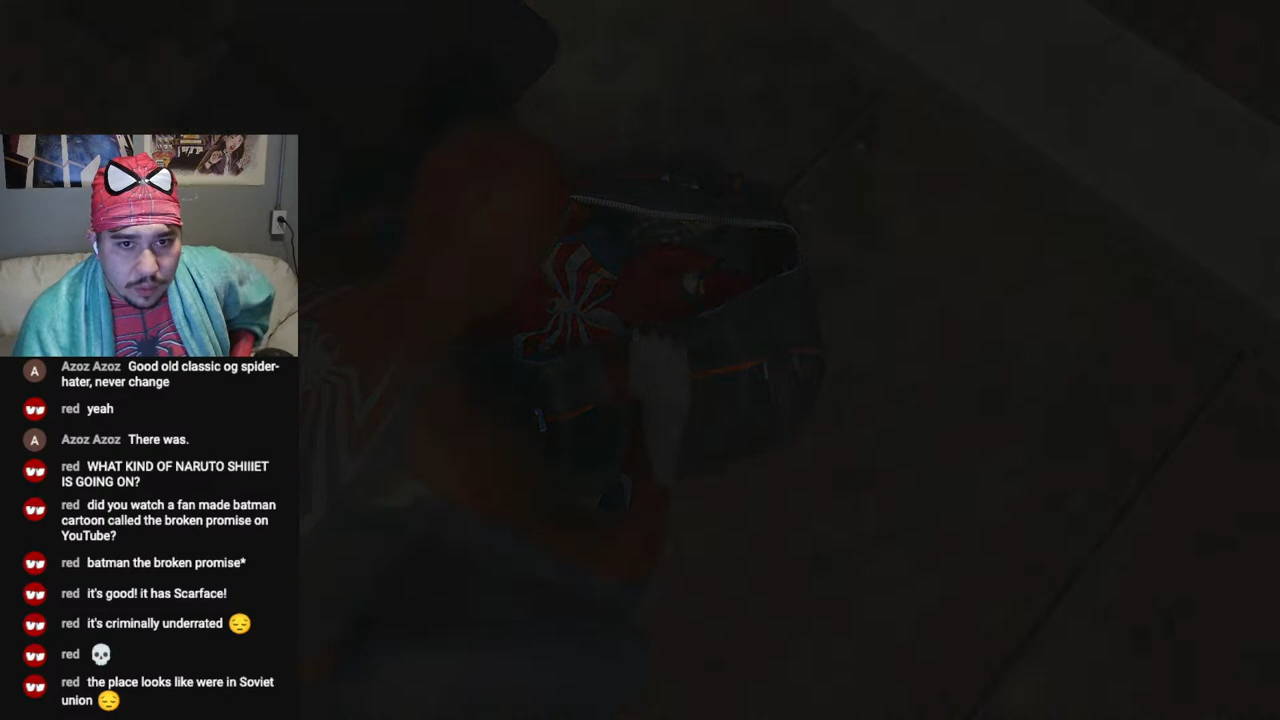 Azoz Azoz Good old classic og spider-
hater, never change
red yeah
A Azoz Azoz There was.
red WHAT KIND OF NARUTO SHIIIET
IS GOING ON?
red did you watch a fan made batman
cartoon called the broken promise on
YouTube?
red batman the broken promise*
red it's good! it has Scarface!
red it's criminally underrated 😔
red 💀
red the place looks like were in Soviet
union 😔